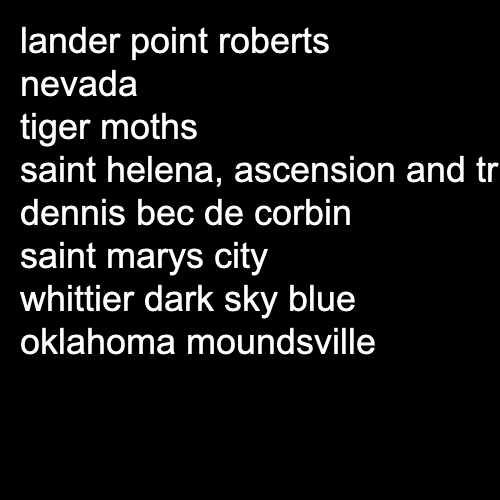 lander point roberts
nevada
tiger moths
saint helena, ascension and tr
dennis bec de corbin
saint marys city
whittier dark sky blue
oklahoma moundsville